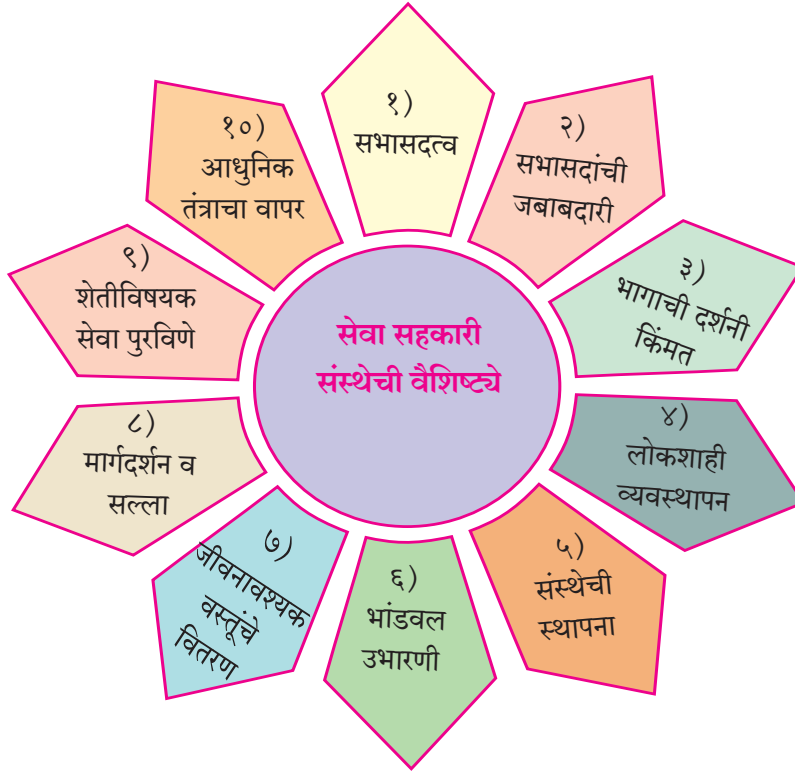 सेवा सहकारी
संस्थेची वैशिष्ट्ये
१)
सभासदत्व
२)
सभासदांची
जबाबदारी
३)
भागाची दर्शनी
किंमत
४)
लोकशाही
व्यवस्थापन
५)
संस्थेची
स्थापना
६)
भांडवल
उभारणी
७)
जीवनावश्यक
वस्तूंचे
वितरण
८)
मार्गदर्शन व
सल्ला
९)
शेतीविषयक
सेवा पुरविणे
१०)
आधुनिक
तंत्राचा वापर